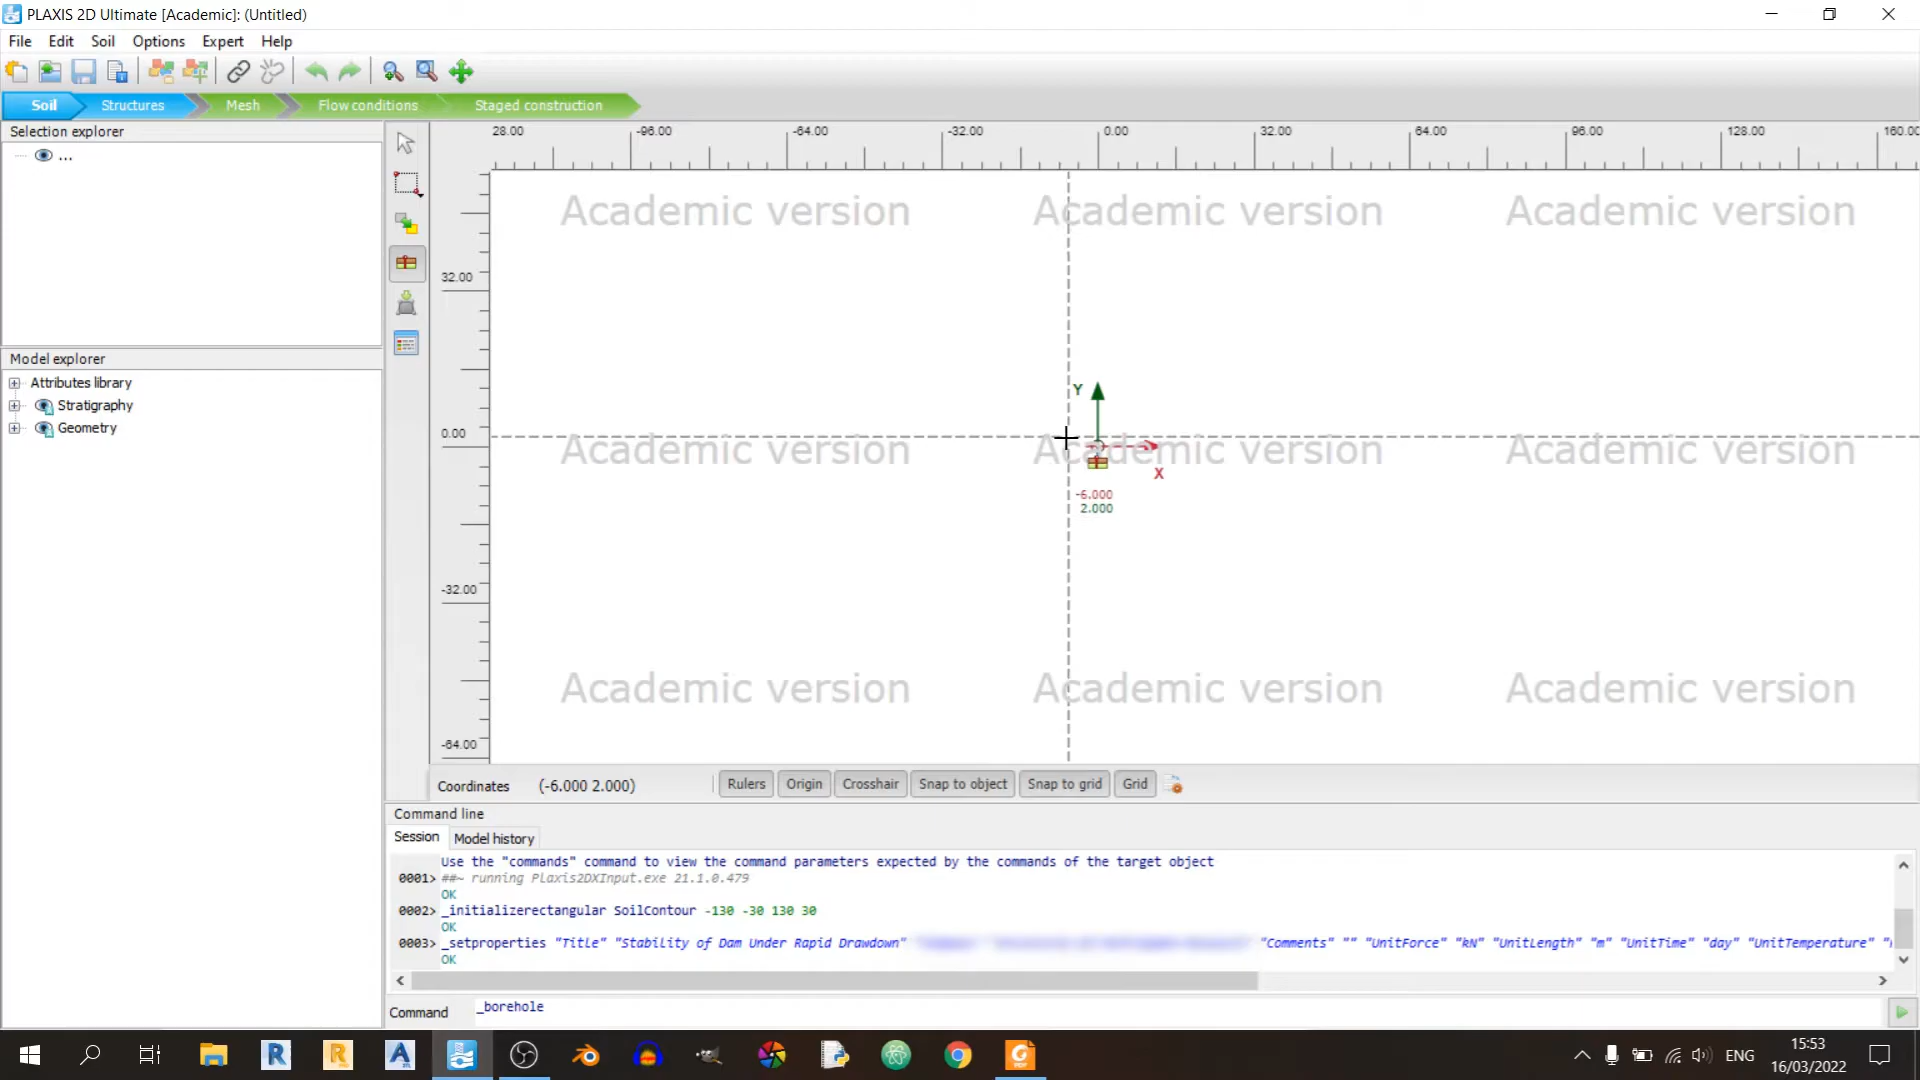 PLAXIS 2D Ultimate [Academic]: (Untitled)
File Edit Soil Options Expert Help
Soil Structures Mesh Flow conditions Staged construction
Selection explorer
...
Model explorer
Attributes library
Stratigraphy
Geometry
28.00 -96.00 -64.00 -32.00 0.00 32.00 64.00 96.00 128.00 160.00
32.00
0.00
-32.00
-64.00
Academic version Academic version Academic version
Y
Academic version Academic version Academic version
X
-6.000
2.000
Academic version Academic version Academic version
Coordinates (-6.000 2.000) Rulers Origin Crosshair Snap to object Snap to grid Grid
Command line
Session Model history
Use the "commands" command to view the command parameters expected by the commands of the target object
0001> ##~ running Plaxis2DXInput.exe 21.1.0.479
OK
0002> _initializerectangular SoilContour -130 -30 130 30
OK
0003> _setproperties "Title" "Stability of Dam Under Rapid Drawdown" "Comments" "" "UnitForce" "kN" "UnitLength" "m" "UnitTime" "day" "UnitTemperature"
OK
Command _borehole
ENG
15:53
16/03/2022